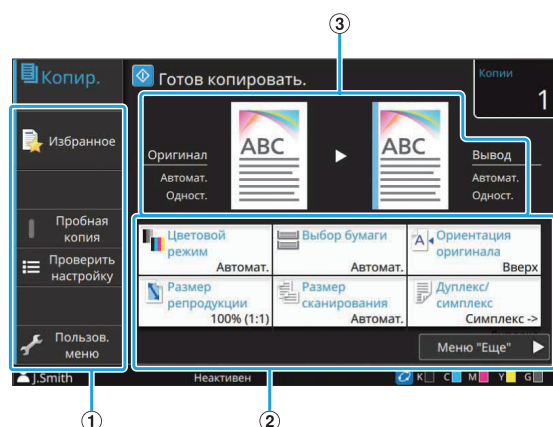 ③
Копир.
Готов копировать.
Копии
1
Избранное
Пробная
копия
Проверить
настройку
Пользов.
меню
Оригинал
Автомат.
Одност.
ABC
ABC
Вывод
Автомат.
Одност.
Цветовой
режим
Автомат.
Выбор бумаги
Автомат.
A
Ориентация
оригинала
Вверх
Размер
репродукции
100% (1:1)
Размер
сканирования
Автомат.
Дуплекс/
симплекс
Симплекс ->
Меню "Еще"
J.Smith
Неактивен
K C M Y G
①
②